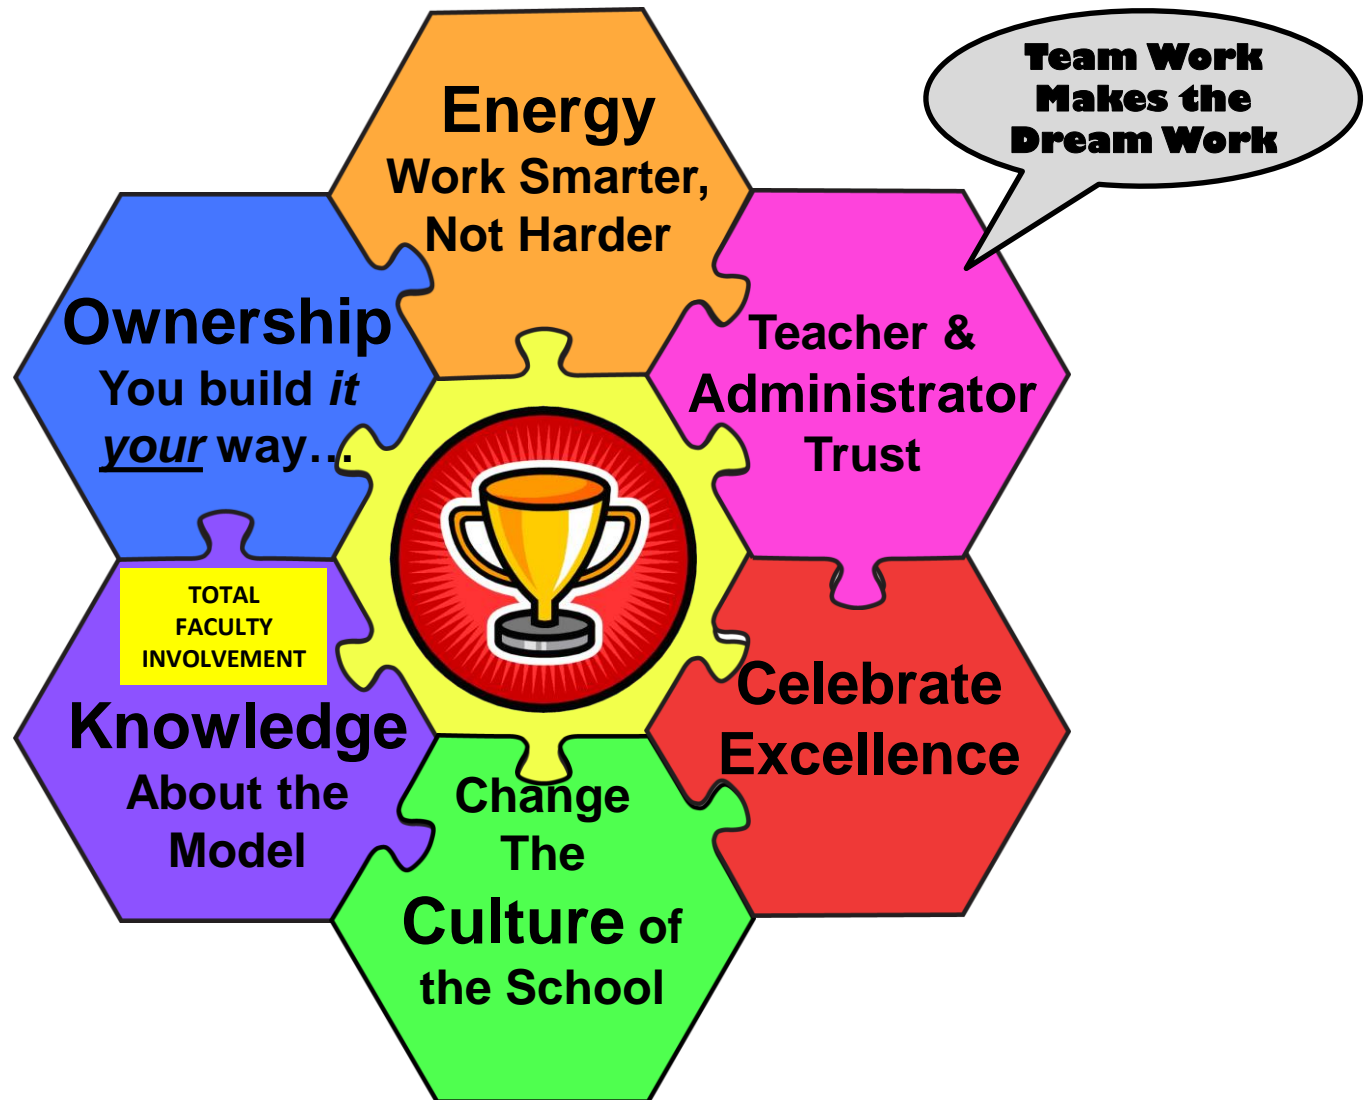 Team Work
Makes the
Dream Work
Energy
Work Smarter,
Not Harder
Ownership
You build it
your way…
Teacher &
Administrator
Trust
TOTAL
FACULTY
INVOLVEMENT
Knowledge
About the
Model
Celebrate
Excellence
Change
The
Culture of
the School